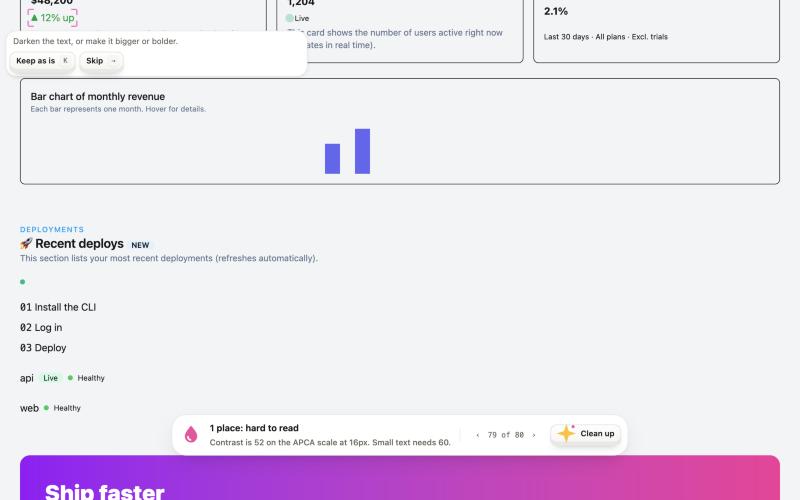 ▲ 12% up
Darken the text, or make it bigger or bolder.
Keep as is K
Skip →
1,204
Live
card shows the number of users active right now
ates in real time).
2.1%
Last 30 days · All plans · Excl. trials
Bar chart of monthly revenue
Each bar represents one month. Hover for details.
DEPLOYMENTS
🚀 Recent deploys NEW
This section lists your most recent deployments (refreshes automatically).
01 Install the CLI
02 Log in
03 Deploy
api Live Healthy
web Healthy
1 place: hard to read
Contrast is 52 on the APCA scale at 16px. Small text needs 60.
‹ 79 of 80 ›
Clean up
Ship faster